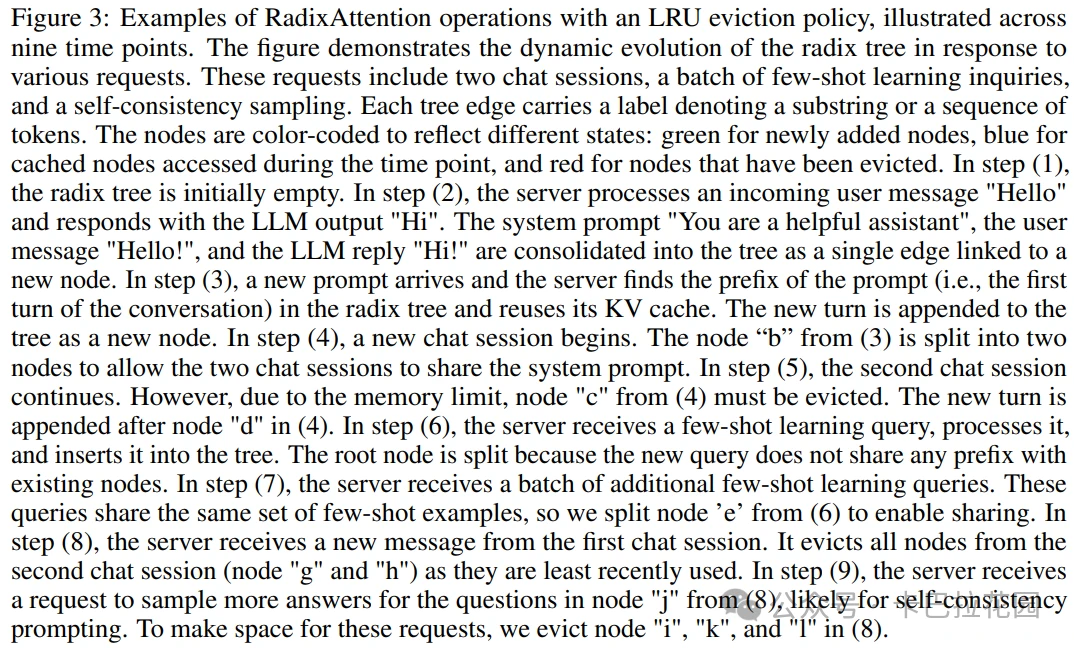 Figure 3: Examples of RadixAttention operations with an LRU eviction policy, illustrated across
nine time points. The figure demonstrates the dynamic evolution of the radix tree in response to
various requests. These requests include two chat sessions, a batch of few-shot learning inquiries,
and a self-consistency sampling. Each tree edge carries a label denoting a substring or a sequence of
tokens. The nodes are color-coded to reflect different states: green for newly added nodes, blue for
cached nodes accessed during the time point, and red for nodes that have been evicted. In step (1),
the radix tree is initially empty. In step (2), the server processes an incoming user message "Hello"
and responds with the LLM output "Hi". The system prompt "You are a helpful assistant", the user
message "Hello!", and the LLM reply "Hi!" are consolidated into the tree as a single edge linked to a
new node. In step (3), a new prompt arrives and the server finds the prefix of the prompt (i.e., the first
turn of the conversation) in the radix tree and reuses its KV cache. The new turn is appended to the
tree as a new node. In step (4), a new chat session begins. The node “b” from (3) is split into two
nodes to allow the two chat sessions to share the system prompt. In step (5), the second chat session
continues. However, due to the memory limit, node "c" from (4) must be evicted. The new turn is
appended after node "d" in (4). In step (6), the server receives a few-shot learning query, processes it,
and inserts it into the tree. The root node is split because the new query does not share any prefix with
existing nodes. In step (7), the server receives a batch of additional few-shot learning queries. These
queries share the same set of few-shot examples, so we split node ’e’ from (6) to enable sharing. In
step (8), the server receives a new message from the first chat session. It evicts all nodes from the
second chat session (node "g" and "h") as they are least recently used. In step (9), the server receives
a request to sample more answers for the questions in node "j" from (8), likely for self-consistency
prompting. To make space for these requests, we evict node "i", "k", and "l" in (8).
公众号 · 卡巴拉花园